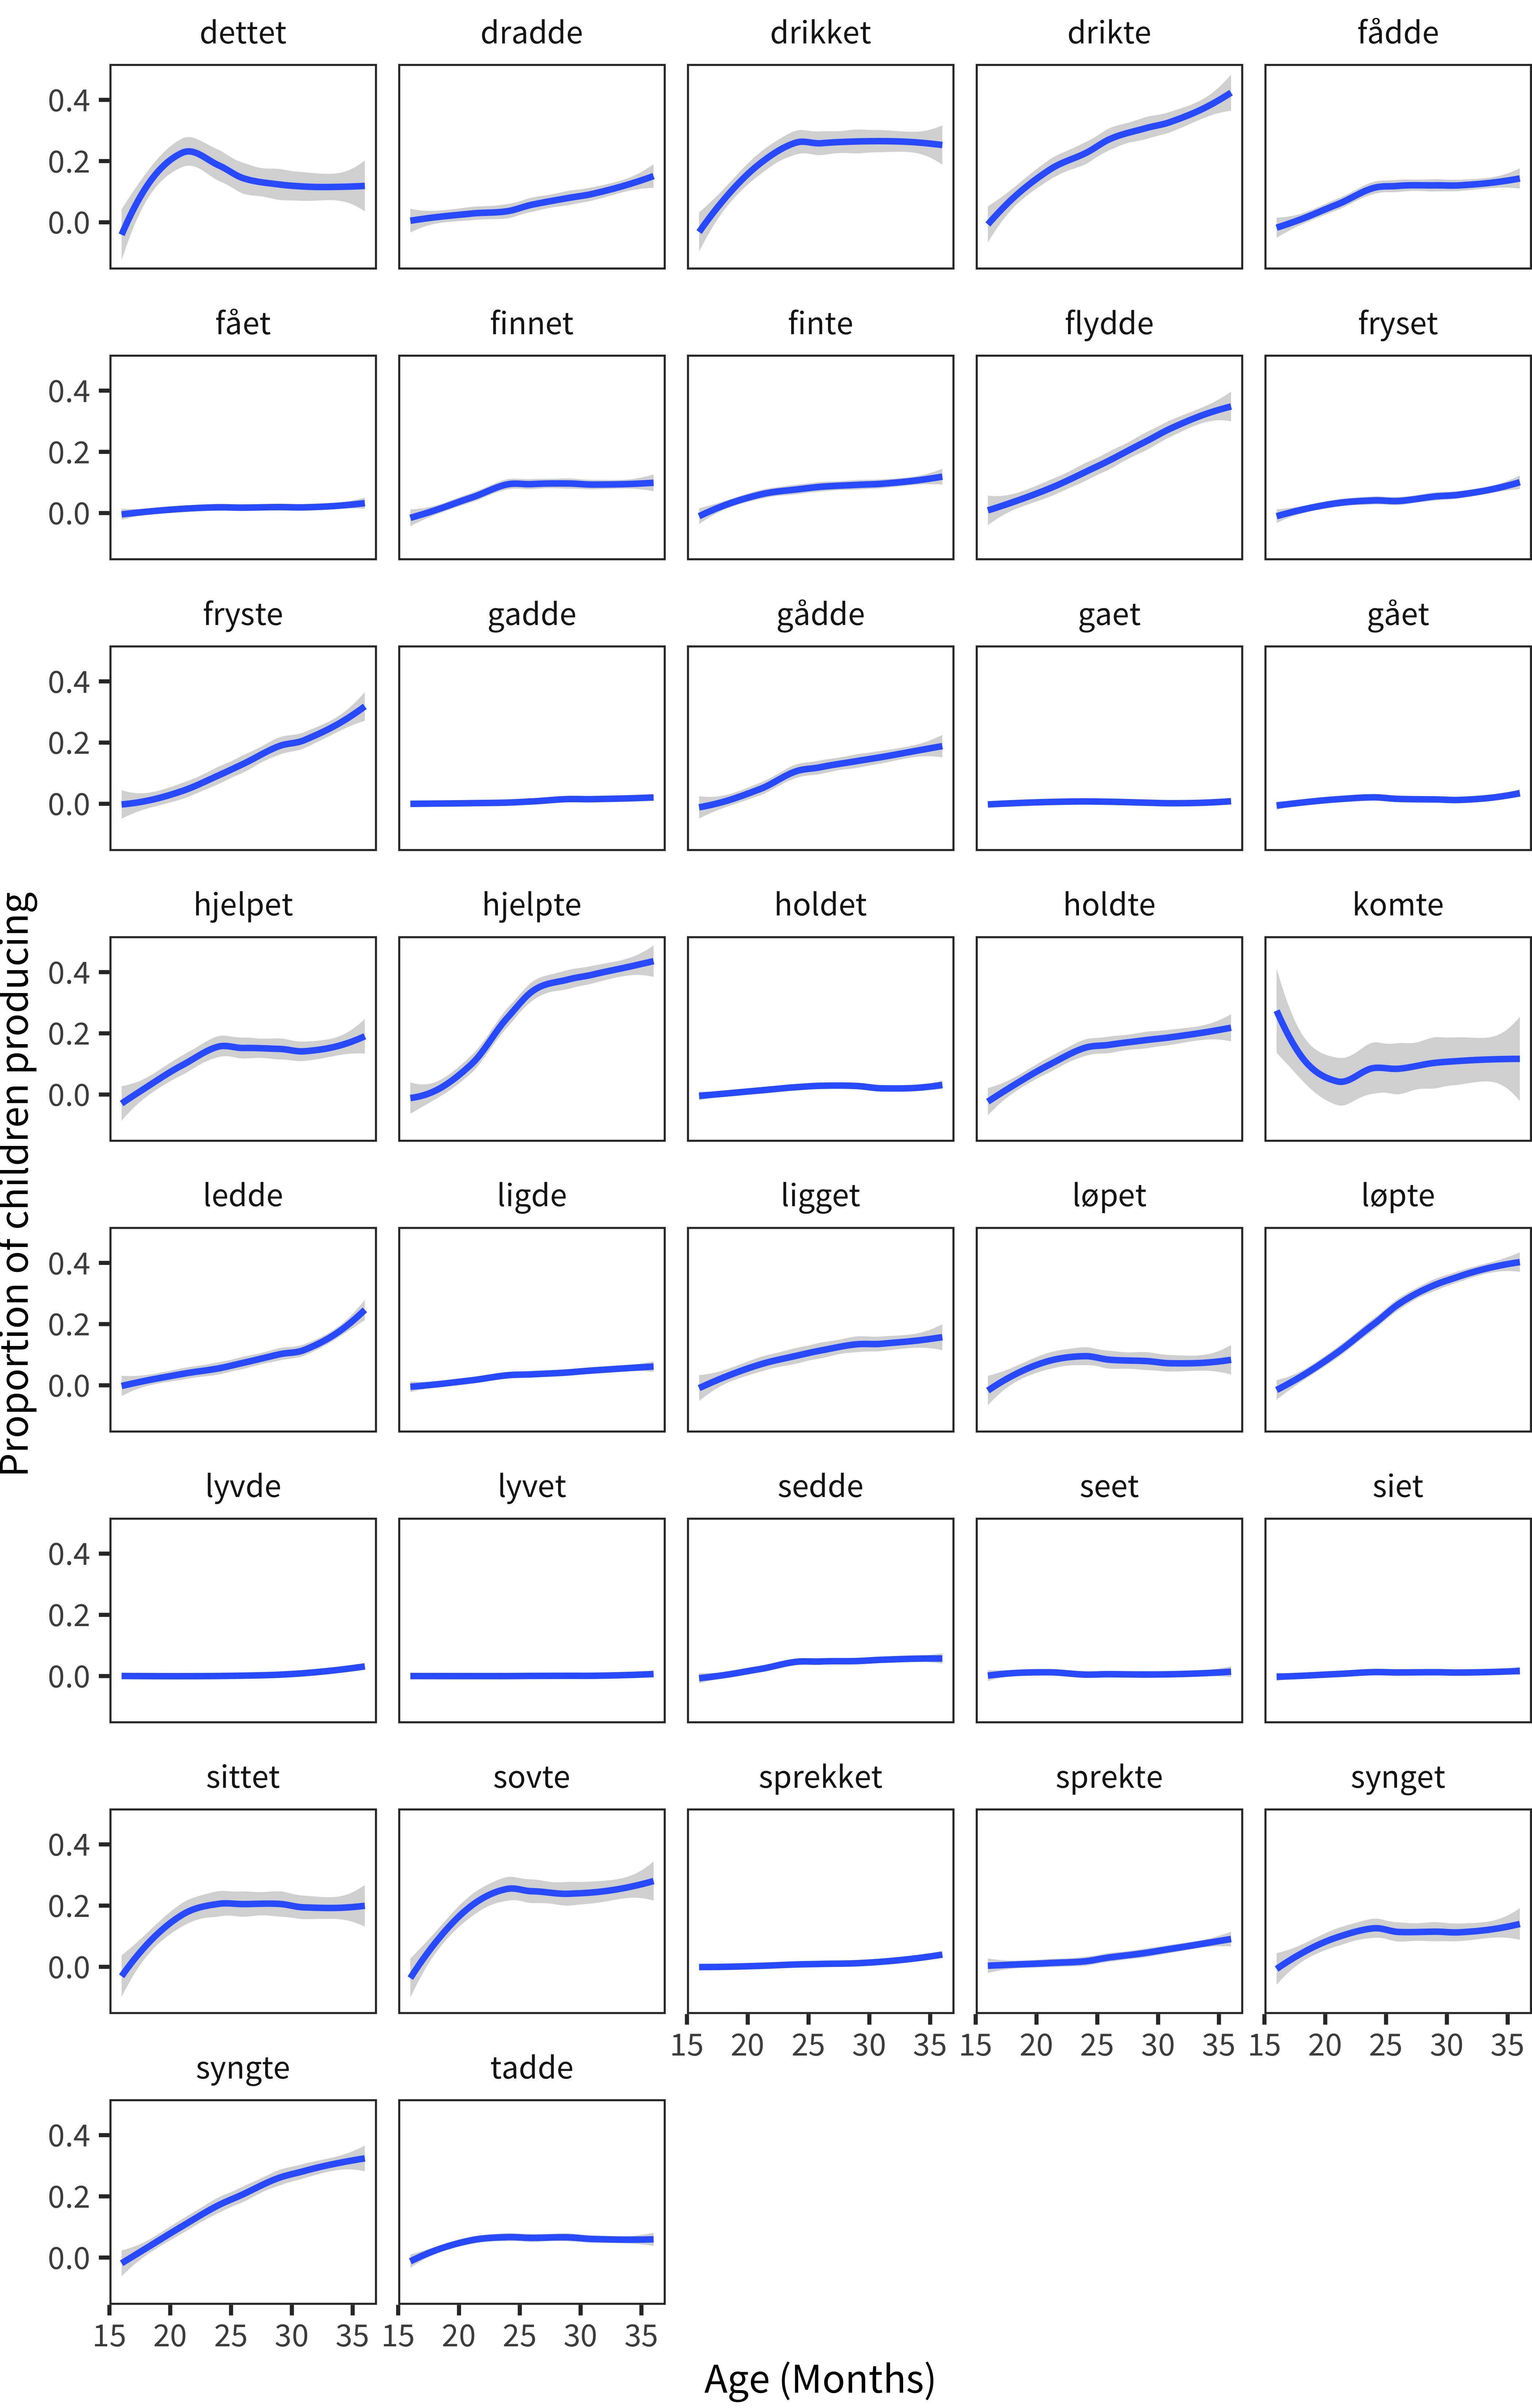 dettet dradde drikket drikte fådde
0.4
0.2
0.0
fået finnet finte flydde fryset
0.4
0.2
0.0
fryste gadde gådde gaet gået
0.4
0.2
0.0
hjelpet hjelpte holdet holdte komte
0.4
0.2
0.0
Proportion of children producing
ledde ligde ligget løpet løpte
0.4
0.2
0.0
lyvde lyvet sedde seet siet
0.4
0.2
0.0
sittet sovte sprekket sprekte synget
0.4
0.2
0.0
15 20 25 30 35 15 20 25 30 35 15 20 25 30 35
syngte tadde
0.4
0.2
0.0
15 20 25 30 35 15 20 25 30 35
Age (Months)